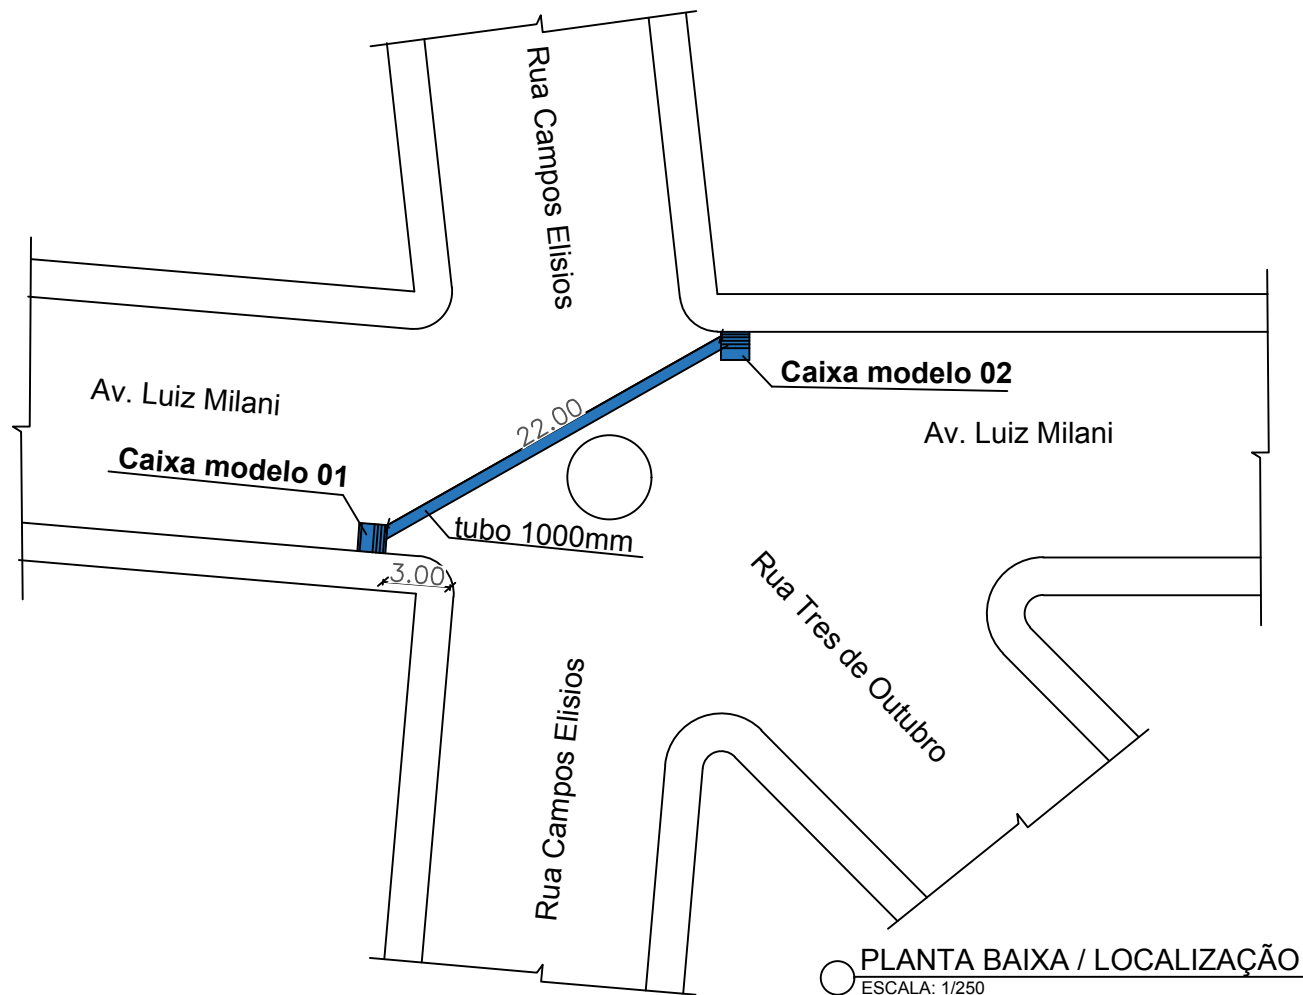 Rua Campos Elisios
Av. Luiz Milani
Caixa modelo 02
22.00
Av. Luiz Milani
Caixa modelo 01
tubo 1000mm
3.00
Rua Tres de Outubro
Rua Campos Elisios
PLANTA BAIXA / LOCALIZAÇÃO
ESCALA: 1/250